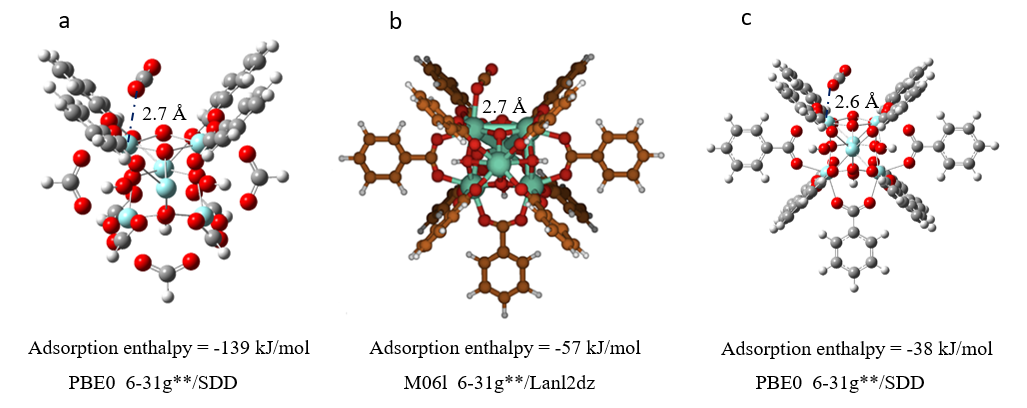 a
b
c
2.7 Å
2.7 Å
2.6 Å
Adsorption enthalpy = -139 kJ/mol
Adsorption enthalpy = -57 kJ/mol
Adsorption enthalpy = -38 kJ/mol
PBE0 6-31g**/SDD
M06l 6-31g**/Lanl2dz
PBE0 6-31g**/SDD